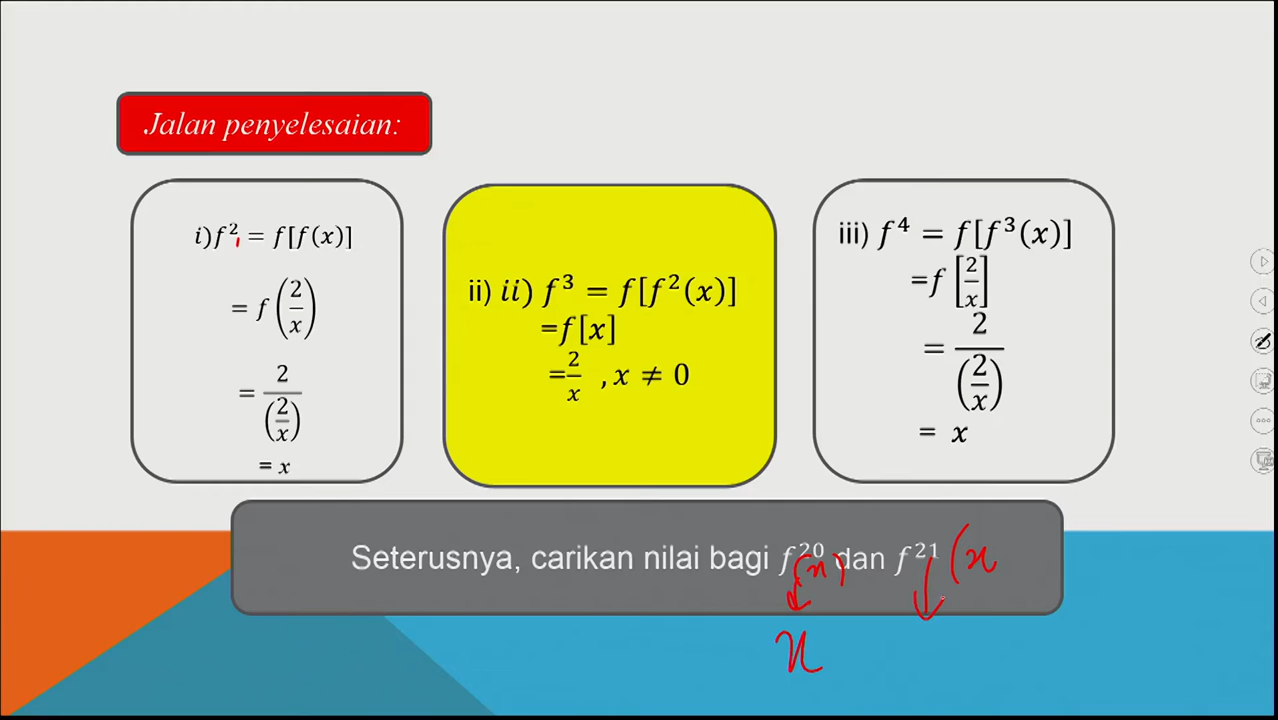 Jalan penyelesaian:
i)f² = f[f(x)]
= f(2/x)
= 2/(2/x)
= x
ii) ii) f³ = f[f²(x)]
=f[x]
=2/x , x ≠ 0
iii) f⁴ = f[f³(x)]
=f[2/x]
= 2/(2/x)
= x
Seterusnya, carikan nilai bagi f²⁰ dan f²¹ (x
(x)
x